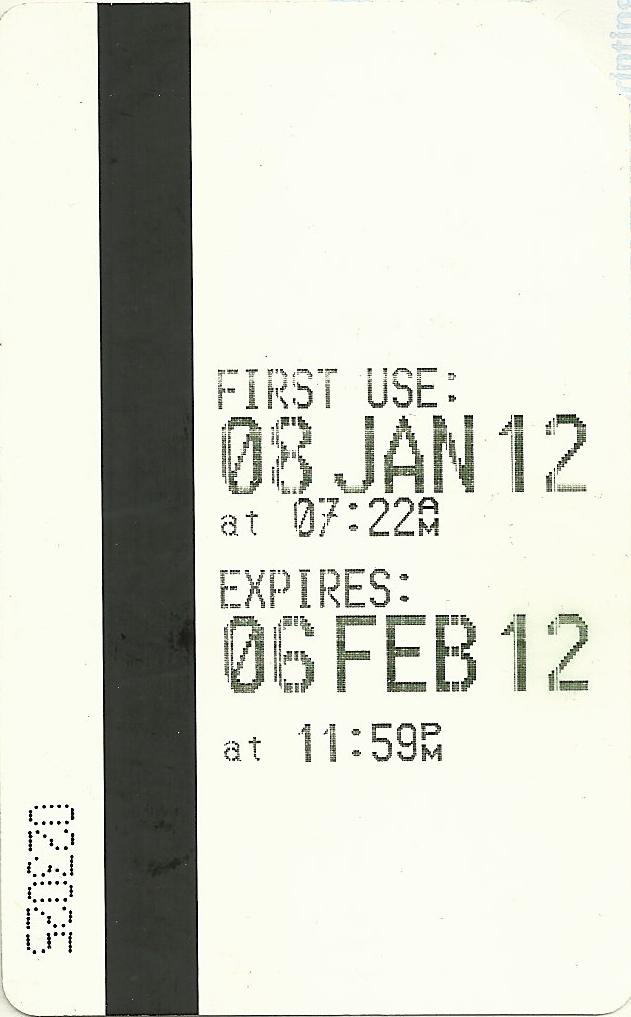 FIRST USE:
08 JAN 12
at 07:22AM
EXPIRES:
06 FEB 12
at 11:59PM